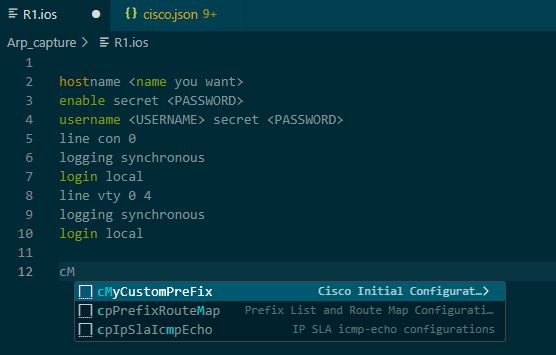 R1.ios
{} cisco.json 9+
Arp_capture > R1.ios
1
2 hostname <name you want>
3 enable secret <PASSWORD>
4 username <USERNAME> secret <PASSWORD>
5 line con 0
6 logging synchronous
7 login local
8 line vty 0 4
9 logging synchronous
10 login local
11
12 cM
cMyCustomPreFix Cisco Initial Configurat…>
cpPrefixRouteMap Prefix List and Route Map Configurati…
cpIpSlaIcmpEcho IP SLA icmp-echo configurations